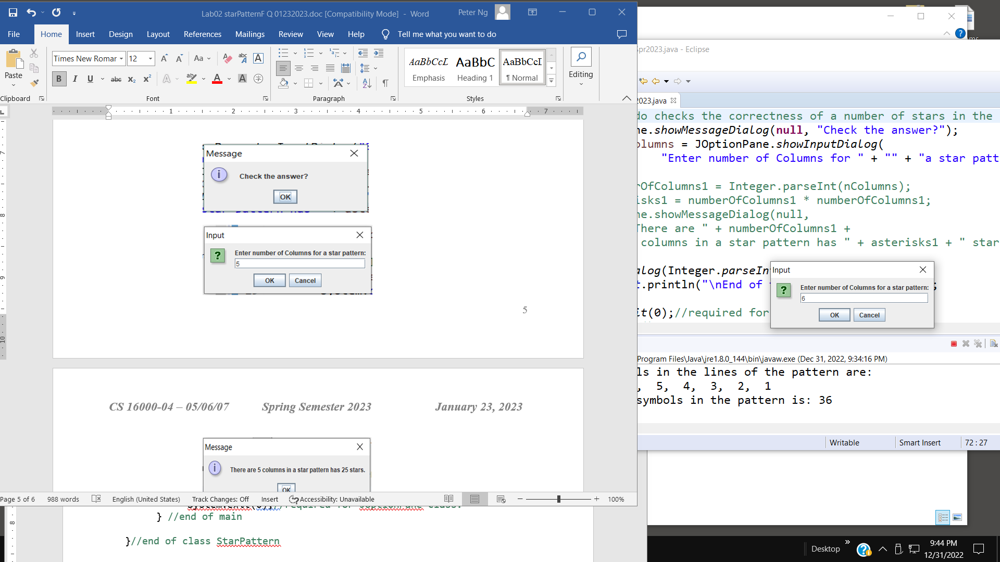 Lab02 starPatternF Q 01232023.doc [Compatibility Mode] - Word
Peter Ng
File Home Insert Design Layout References Mailings Review View Help Tell me what you want to do
Times New Romar 12
Aa
Paste
B I U abc x₂ x² A ab A A
AaBbCcI AaBbC AaBbCcI
Emphasis Heading 1 ¶ Normal
Editing
Clipboard Font Paragraph Styles
1 2 3 4 5 6 7
Message
Check the answer?
OK
Input
Enter number of Columns for a star pattern:
5
OK Cancel
5
CS 16000-04 – 05/06/07 Spring Semester 2023 January 23, 2023
Message
There are 5 columns in a star pattern has 25 stars.
OK
Page 5 of 6 988 words English (United States) Track Changes: Off Insert Accessibility: Unavailable 100%
} //end of main
}//end of class StarPattern
pr2023.java - Eclipse
2023.java
do checks the correctness of a number of stars in the
ne.showMessageDialog(null, "Check the answer?");
olumns = JOptionPane.showInputDialog(
"Enter number of Columns for " + "" + "a star patt
rOfColumns1 = Integer.parseInt(nColumns);
isks1 = numberOfColumns1 * numberOfColumns1;
ne.showMessageDialog(null,
There are " + numberOfColumns1 +
columns in a star pattern has " + asterisks1 + " star
alog(Integer.parseIn
t.println("\nEnd of
it(0);//required for
Input
Enter number of Columns for a star pattern:
6
OK Cancel
Program Files\Java\jre1.8.0_144\bin\javaw.exe (Dec 31, 2022, 9:34:16 PM)
ls in the lines of the pattern are:
, 5, 4, 3, 2, 1
symbols in the pattern is: 36
Writable Smart Insert 72 : 27
Desktop
9:44 PM
12/31/2022